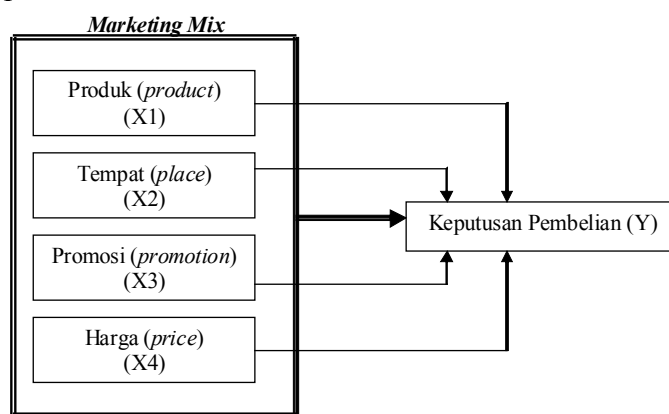 Marketing Mix
Produk (product)
(X1)
Tempat (place)
(X2)
Promosi (promotion)
(X3)
Harga (price)
(X4)
Keputusan Pembelian (Y)